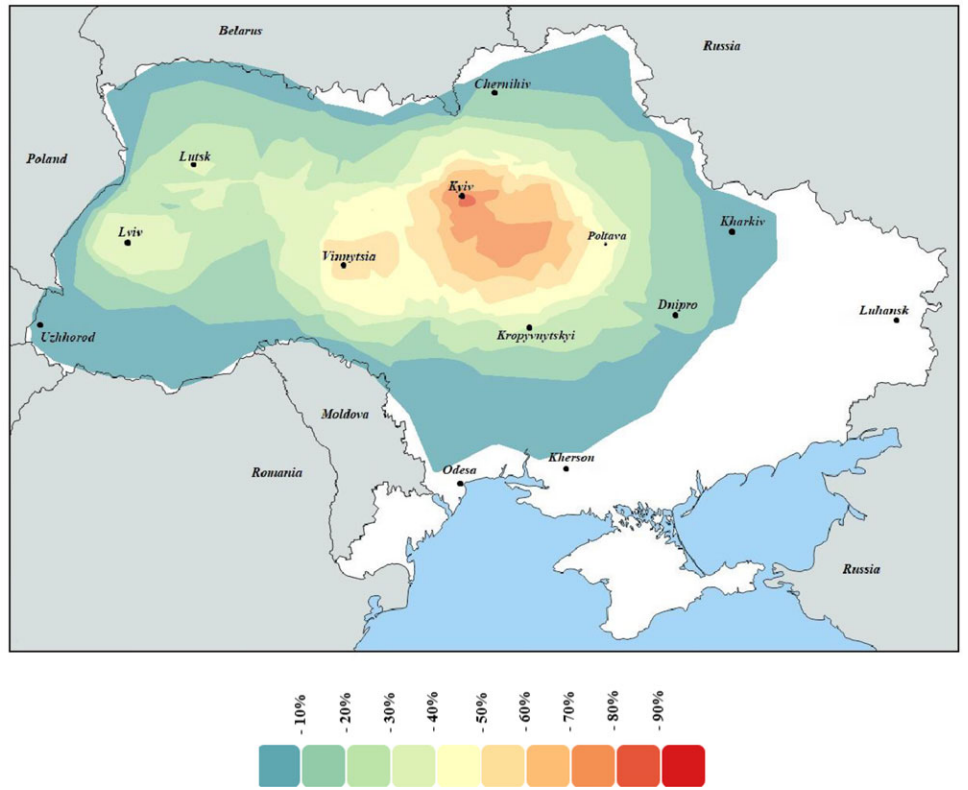 Belarus
Russia
Chernihiv
Poland
Lutsk
Kyiv
Lviv
Kharkiv
Poltava
Vinnytsia
Dnipro
Luhansk
Uzhhorod
Kropyvnytskyi
Moldova
Romania
Odesa
Kherson
Russia
- 10%
- 20%
- 30%
- 40%
- 50%
- 60%
- 70%
- 80%
- 90%